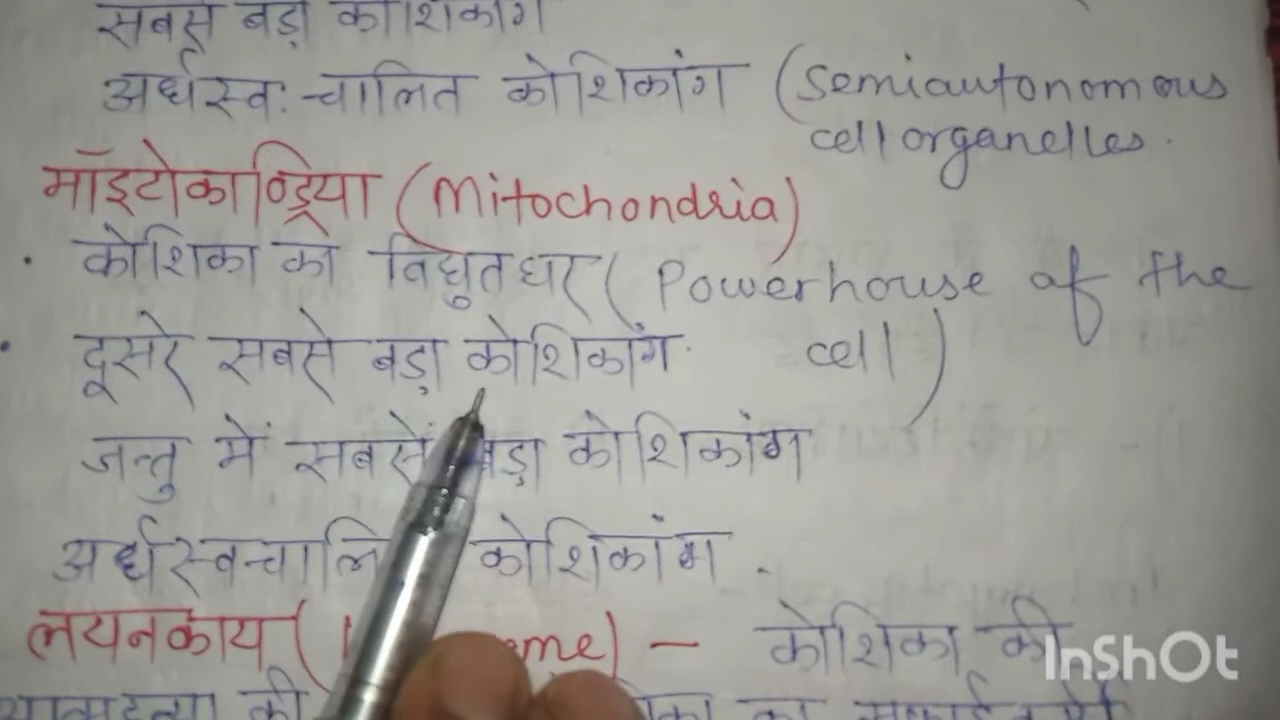 सबसे बड़ा कोशिकांग
अर्धस्व:चालित कोशिकांग (Semiautonomous
cell organelles.
माॅइटोकाण्ड्रिया (Mitochondria)
कोशिका का विधुतघर (Powerhouse of the
दूसरे सबसे बड़ा कोशिकांग cell)
जन्तु में सबसें बड़ा कोशिकांग
अर्धस्वचालि कोशिकांग .
लयनकाय ( me) - कोशिका की
की का
InShOt